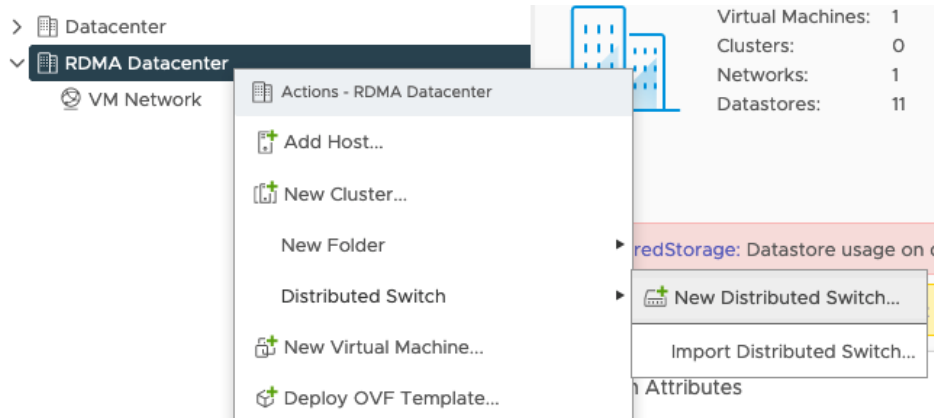 Datacenter
RDMA Datacenter
VM Network
Virtual Machines: 1
Clusters: 0
Networks: 1
Datastores: 11
Actions - RDMA Datacenter
Add Host...
New Cluster...
New Folder
Distributed Switch
New Virtual Machine...
Deploy OVF Template...
redStorage: Datastore usage on
New Distributed Switch...
Import Distributed Switch...
Attributes